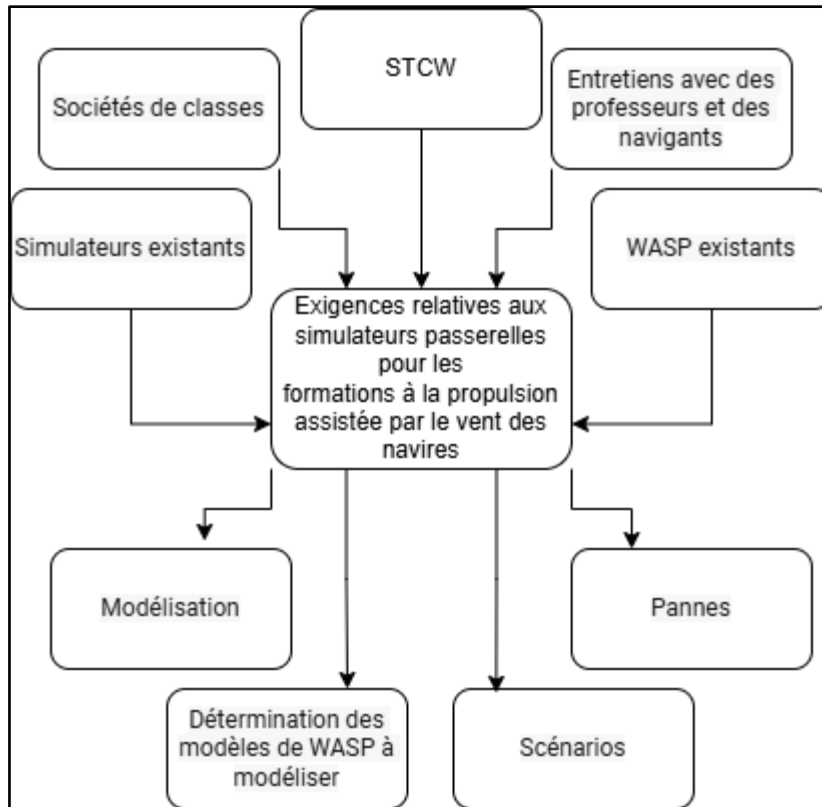 STCW
Sociétés de classes
Entretiens avec des
professeurs et des
navigants
Simulateurs existants
WASP existants
Exigences relatives aux
simulateurs passerelles
pour les
formations à la propulsion
assistée par le vent des
navires
Modélisation
Pannes
Détermination des
modèles de WASP à
modéliser
Scénarios